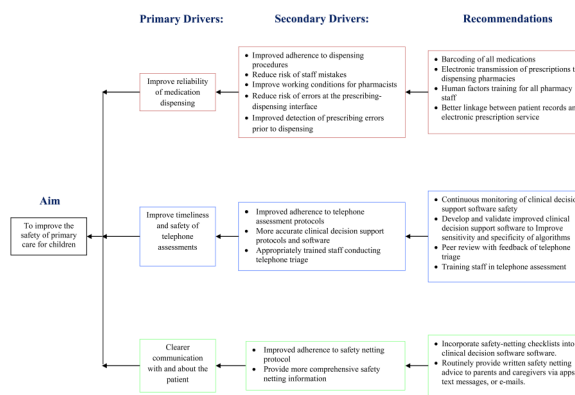 Primary Drivers:
Secondary Drivers:
Recommendations
Improve reliability
of medication
dispensing
• Improved adherence to dispensing
procedures
• Reduce risk of staff mistakes
• Improve working conditions for pharmacists
• Reduce risk of errors at the prescribing-
dispensing interface
• Improved detection of prescribing errors
prior to dispensing
• Barcoding of all medications
• Electronic transmission of prescriptions t
dispensing pharmacies
• Human factors training for all pharmacy
staff
• Better linkage between patient records an
electronic prescription service
Aim
To improve the
safety of primary
care for children
Improve timeliness
and safety of
telephone
assessments
• Improved adherence to telephone
assessment protocols
• More accurate clinical decision support
protocols and software
• Appropriately trained staff conducting
telephone triage
• Continuous monitoring of clinical decisio
support software safety
• Develop and validate improved clinical
decision support software to Improve
sensitivity and specificity of algorithms
• Peer review with feedback of telephone
triage
• Training staff in telephone assessment
Clearer
communication
with and about the
patient
• Improved adherence to safety netting
protocol
• Provide more comprehensive safety
netting information
• Incorporate safety-netting checklists into
clinical decision software software.
• Routinely provide written safety netting
advice to parents and caregivers via apps
text messages, or e-mails.